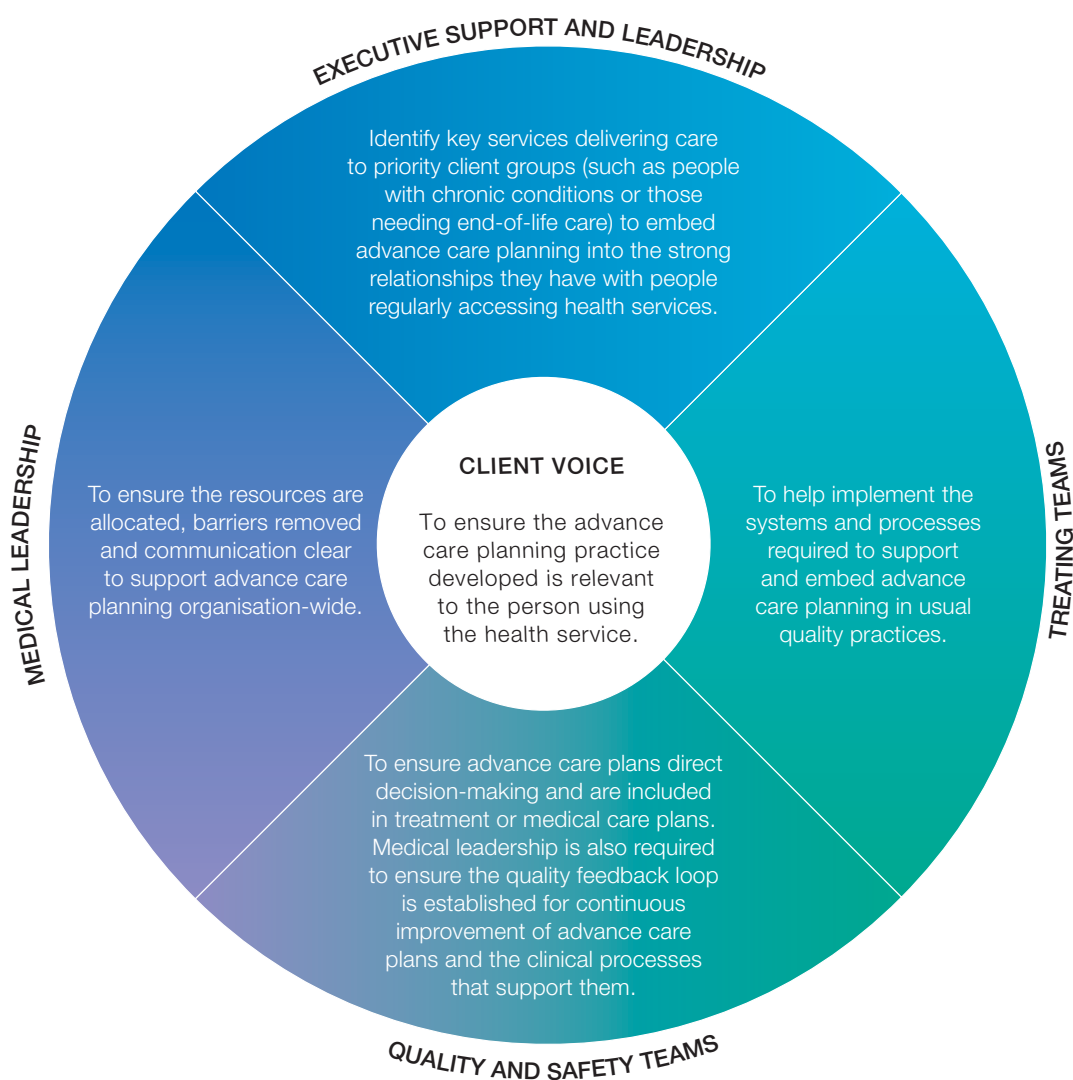 EXECUTIVE SUPPORT AND LEADERSHIP
Identify key services delivering care
to priority client groups (such as people
with chronic conditions or those
needing end-of-life care) to embed
advance care planning into the strong
relationships they have with people
regularly accessing health services.
MEDICAL LEADERSHIP
To ensure the resources are
allocated, barriers removed
and communication clear
to support advance care
planning organisation-wide.
CLIENT VOICE
To ensure the advance
care planning practice
developed is relevant
to the person using
the health service.
To help implement the
systems and processes
required to support
and embed advance
care planning in usual
quality practices.
TREATING TEAMS
To ensure advance care plans direct
decision-making and are included
in treatment or medical care plans.
Medical leadership is also required
to ensure the quality feedback loop
is established for continuous
improvement of advance care
plans and the clinical processes
that support them.
QUALITY AND SAFETY TEAMS